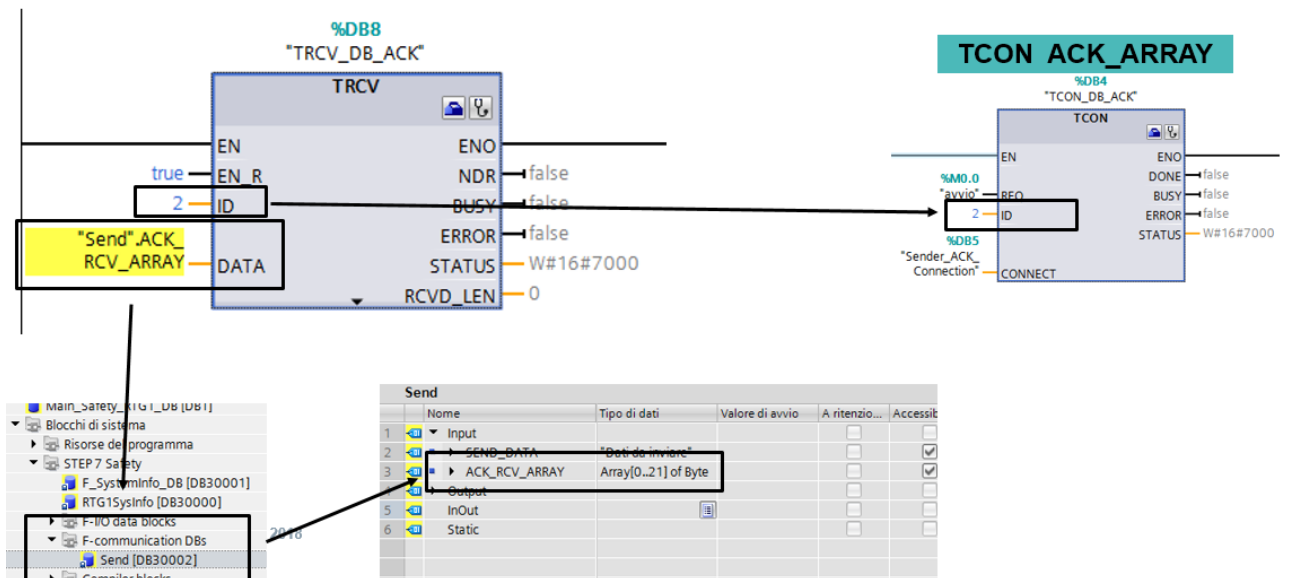 %DB8
"TRCV_DB_ACK"
TRCV
EN ENO
true EN_R NDR false
2 ID BUSY false
ERROR false
"Send".ACK_
RCV_ARRAY DATA
STATUS W#16#7000
RCVD_LEN 0
TCON ACK_ARRAY
%DB4
"TCON_DB_ACK"
TCON
EN ENO
DONE false
%M0.0
"avvio" REQ BUSY false
2 ID ERROR false
STATUS W#16#7000
%DB5
"Sender_ACK_
Connection" CONNECT
Main_Safety_RTG1_DB [DB1]
Blocchi di sistema
Risorse del programma
STEP 7 Safety
F_SystemInfo_DB [DB30001]
RTG1SysInfo [DB30000]
F-I/O data blocks
F-communication DBs
Send [DB30002]
Compiler blocks
2018
Send
Nome Tipo di dati Valore di avvio A ritenzio... Accessib
1 Input
2 SEND_DATA "Dati da inviare"
3 ACK_RCV_ARRAY Array[0..21] of Byte
4 Output
5 InOut
6 Static